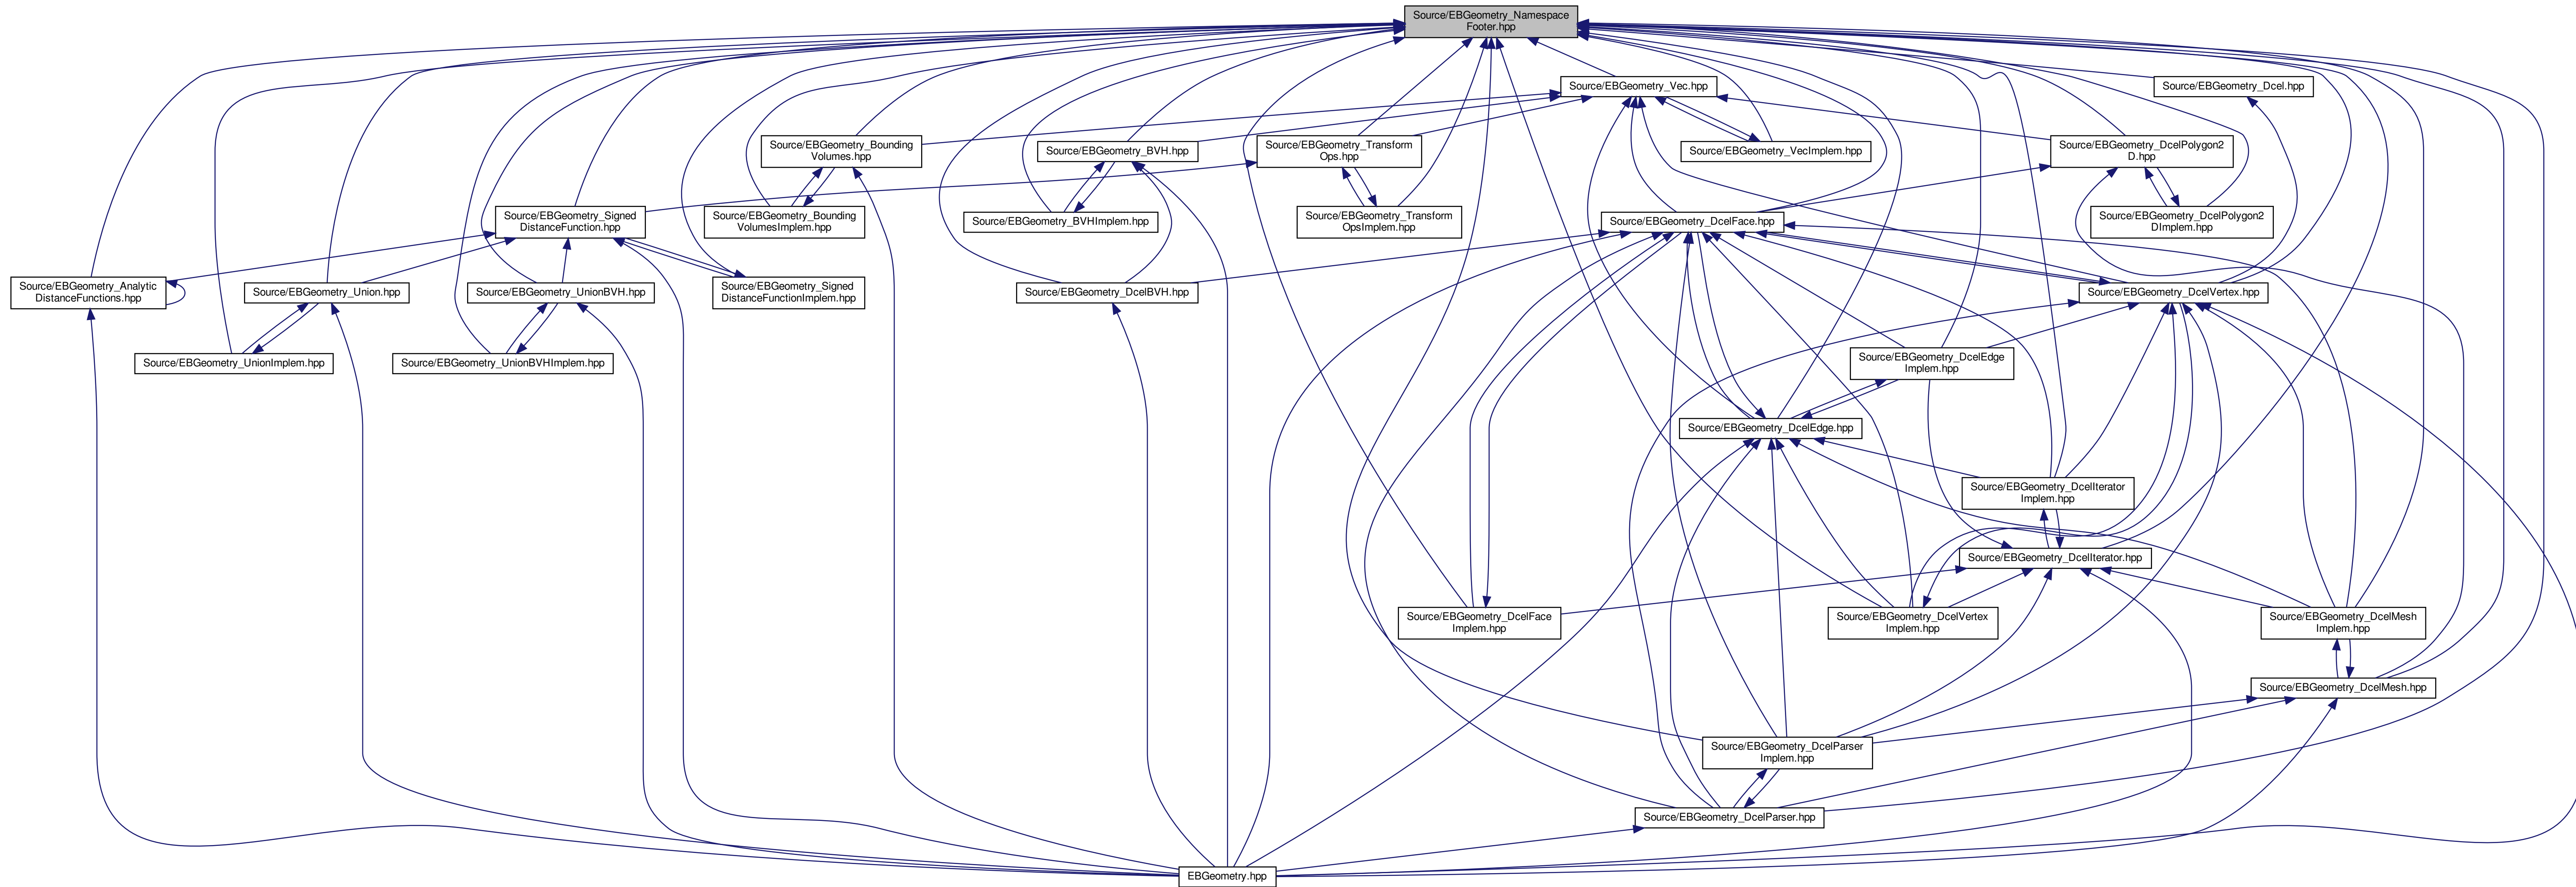 Source/EBGeometry_Namespace
Footer.hpp
Source/EBGeometry_Vec.hpp
Source/EBGeometry_Dcel.hpp
Source/EBGeometry_Bounding
Volumes.hpp
Source/EBGeometry_BVH.hpp
Source/EBGeometry_Transform
Ops.hpp
Source/EBGeometry_VecImplem.hpp
Source/EBGeometry_DcelPolygon2
D.hpp
Source/EBGeometry_Signed
DistanceFunction.hpp
Source/EBGeometry_Bounding
VolumesImplem.hpp
Source/EBGeometry_BVHImplem.hpp
Source/EBGeometry_Transform
OpsImplem.hpp
Source/EBGeometry_DcelFace.hpp
Source/EBGeometry_DcelPolygon2
DImplem.hpp
Source/EBGeometry_Analytic
DistanceFunctions.hpp
Source/EBGeometry_Union.hpp
Source/EBGeometry_UnionBVH.hpp
Source/EBGeometry_Signed
DistanceFunctionImplem.hpp
Source/EBGeometry_DcelBVH.hpp
Source/EBGeometry_DcelVertex.hpp
Source/EBGeometry_UnionImplem.hpp
Source/EBGeometry_UnionBVHImplem.hpp
Source/EBGeometry_DcelEdge
Implem.hpp
Source/EBGeometry_DcelEdge.hpp
Source/EBGeometry_DcelIterator
Implem.hpp
Source/EBGeometry_DcelIterator.hpp
Source/EBGeometry_DcelFace
Implem.hpp
Source/EBGeometry_DcelVertex
Implem.hpp
Source/EBGeometry_DcelMesh
Implem.hpp
Source/EBGeometry_DcelMesh.hpp
Source/EBGeometry_DcelParser
Implem.hpp
Source/EBGeometry_DcelParser.hpp
EBGeometry.hpp